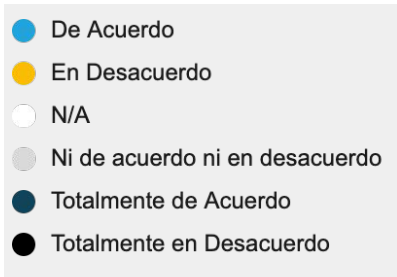 De Acuerdo
En Desacuerdo
N/A
Ni de acuerdo ni en desacuerdo
Totalmente de Acuerdo
Totalmente en Desacuerdo